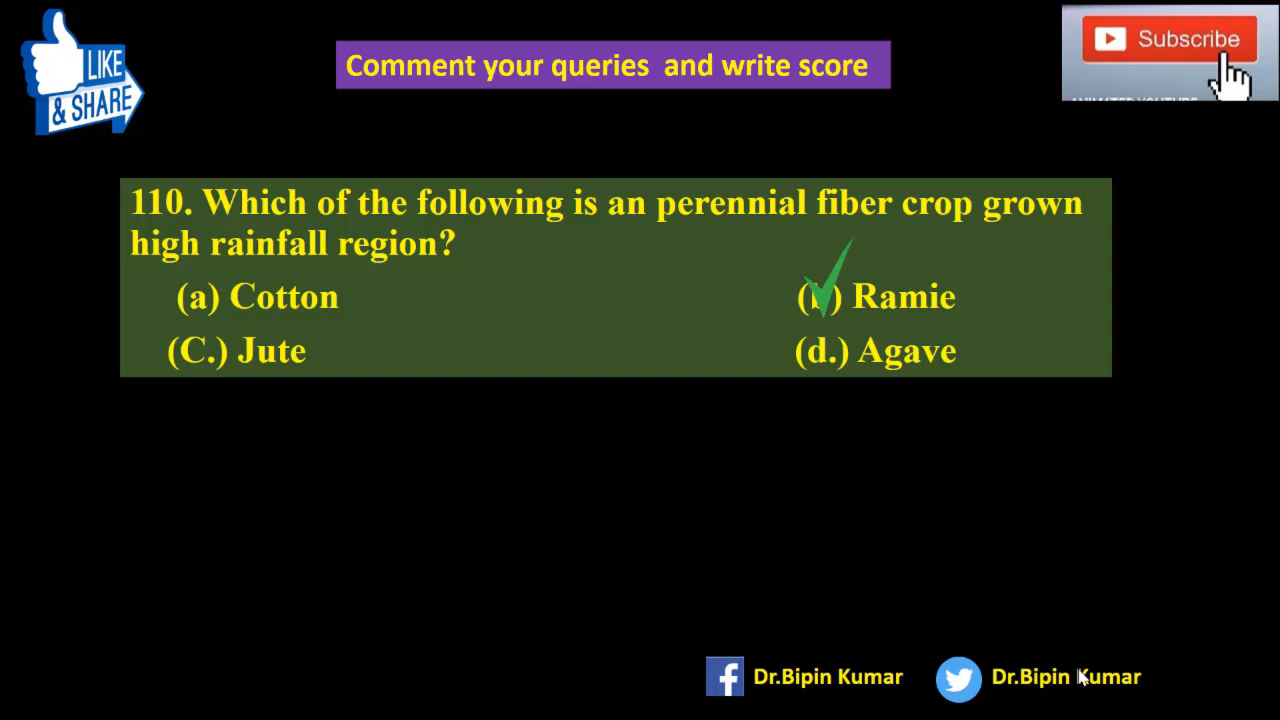 LIKE
& SHARE
Comment your queries and write score
Subscribe
110. Which of the following is an perennial fiber crop grown
high rainfall region?
(a) Cotton (b) Ramie
(C.) Jute (d.) Agave
f Dr.Bipin Kumar Dr.Bipin Kumar